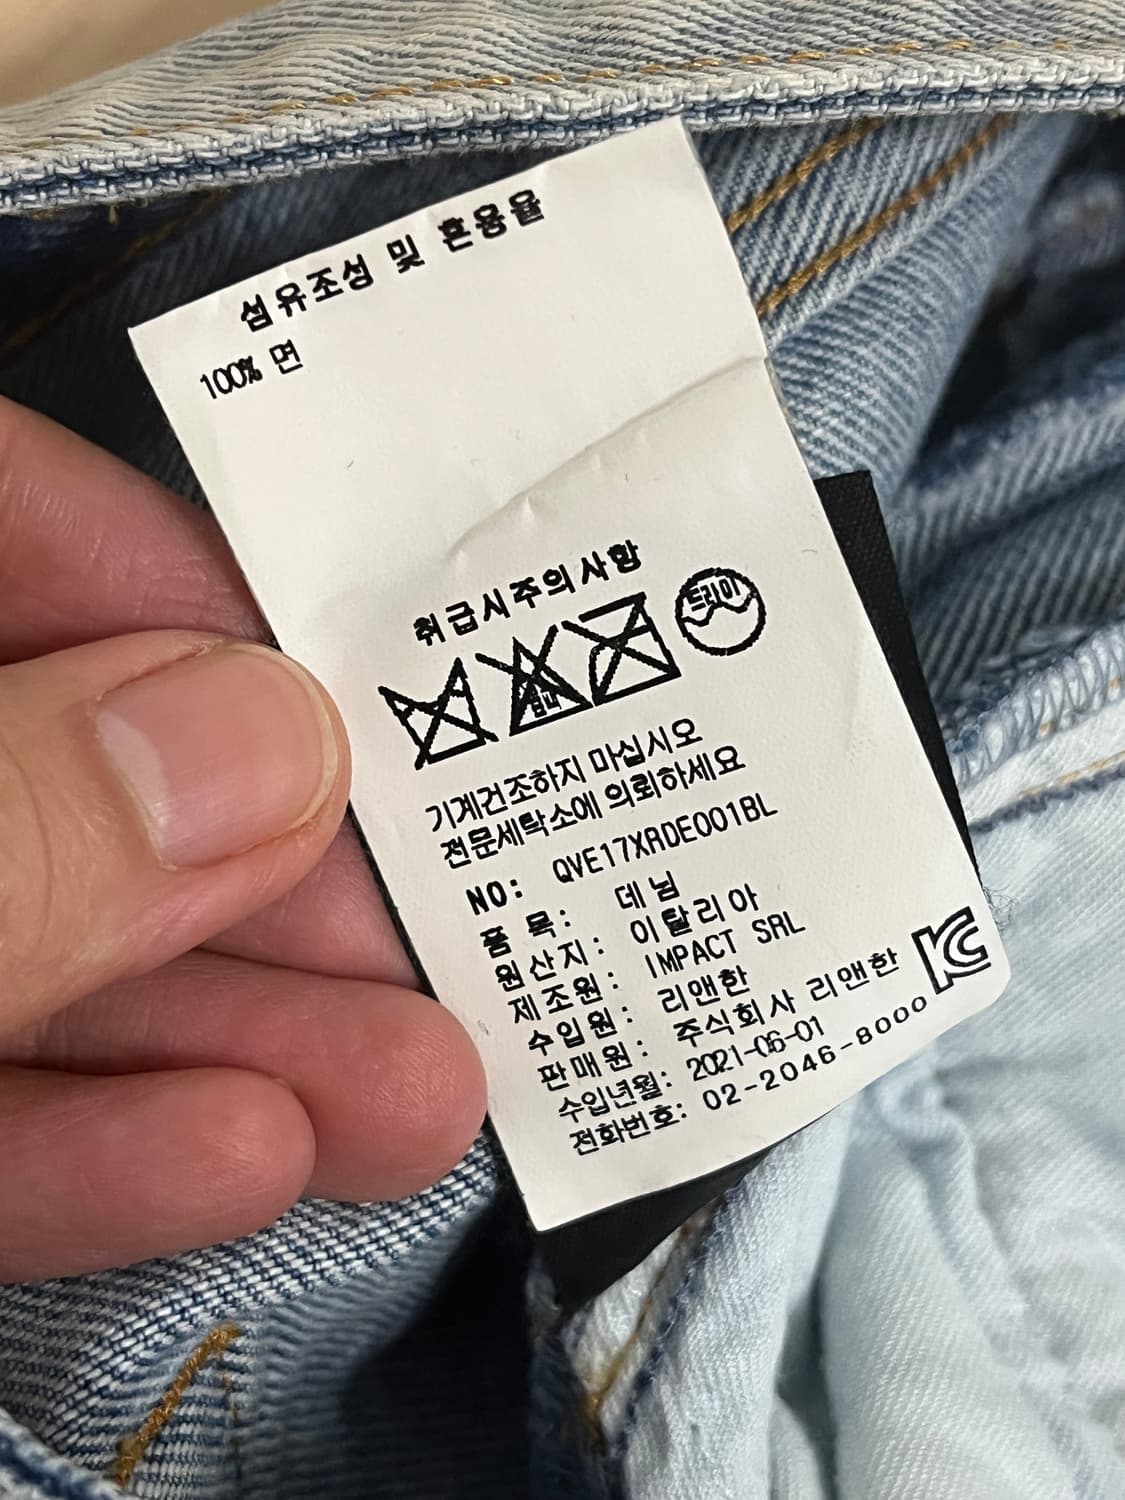 섬유조성 및 혼용율
100% 면
취급시주의사항
드라이
기계건조하지 마십시오
전문세탁소에 의뢰하세요
NO: QVE17XRDE001BL
품 목: 데님
원산지: 이탈리아
제조원: IMPACT SRL
수입원: 리앤한
판매원: 주식회사 리앤한
수입년월: 2021-06-01
전화번호: 02-2046-8000